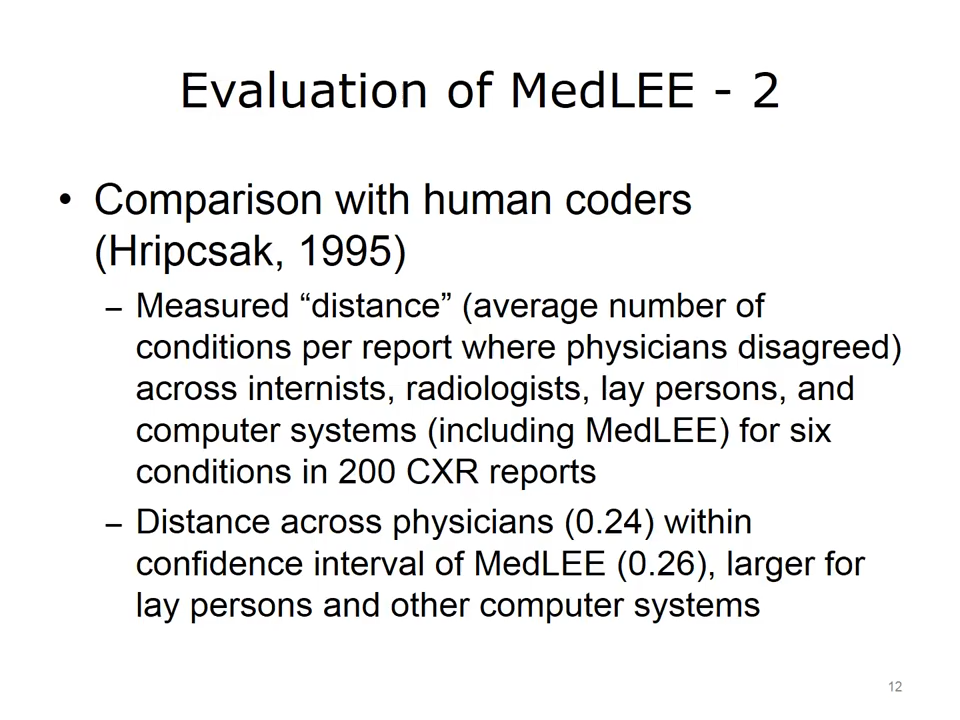 Evaluation of MedLEE - 2
• Comparison with human coders
(Hripcsak, 1995)
– Measured “distance” (average number of
conditions per report where physicians disagreed)
across internists, radiologists, lay persons, and
computer systems (including MedLEE) for six
conditions in 200 CXR reports
– Distance across physicians (0.24) within
confidence interval of MedLEE (0.26), larger for
lay persons and other computer systems
12